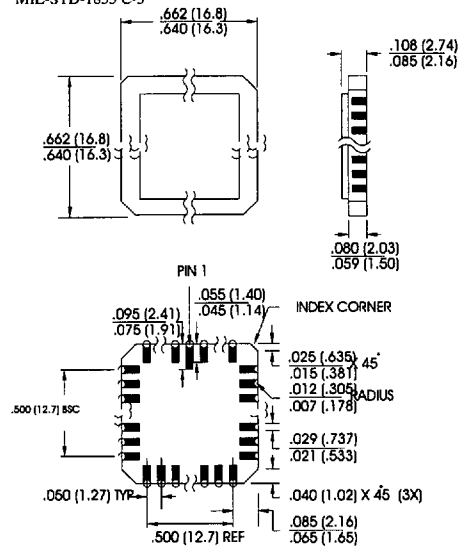 MIL-STD-1835 C-5
.662 (16.8)
.640 (16.3)
.108 (2.74)
.085 (2.16)
.662 (16.8)
.640 (16.3)
.080 (2.03)
.059 (1.50)
PIN 1
.055 (1.40)
.045 (1.14)
INDEX CORNER
.095 (2.41)
.075 (1.91)
.025 (.635) X 45°
.015 (.381)
.012 (.305) RADIUS
.007 (.178)
.500 (12.7) BSC
.029 (.737)
.021 (.533)
.050 (1.27) TYP
.040 (1.02) X 45 (3X)
.500 (12.7) REF
.085 (2.16)
.065 (1.65)